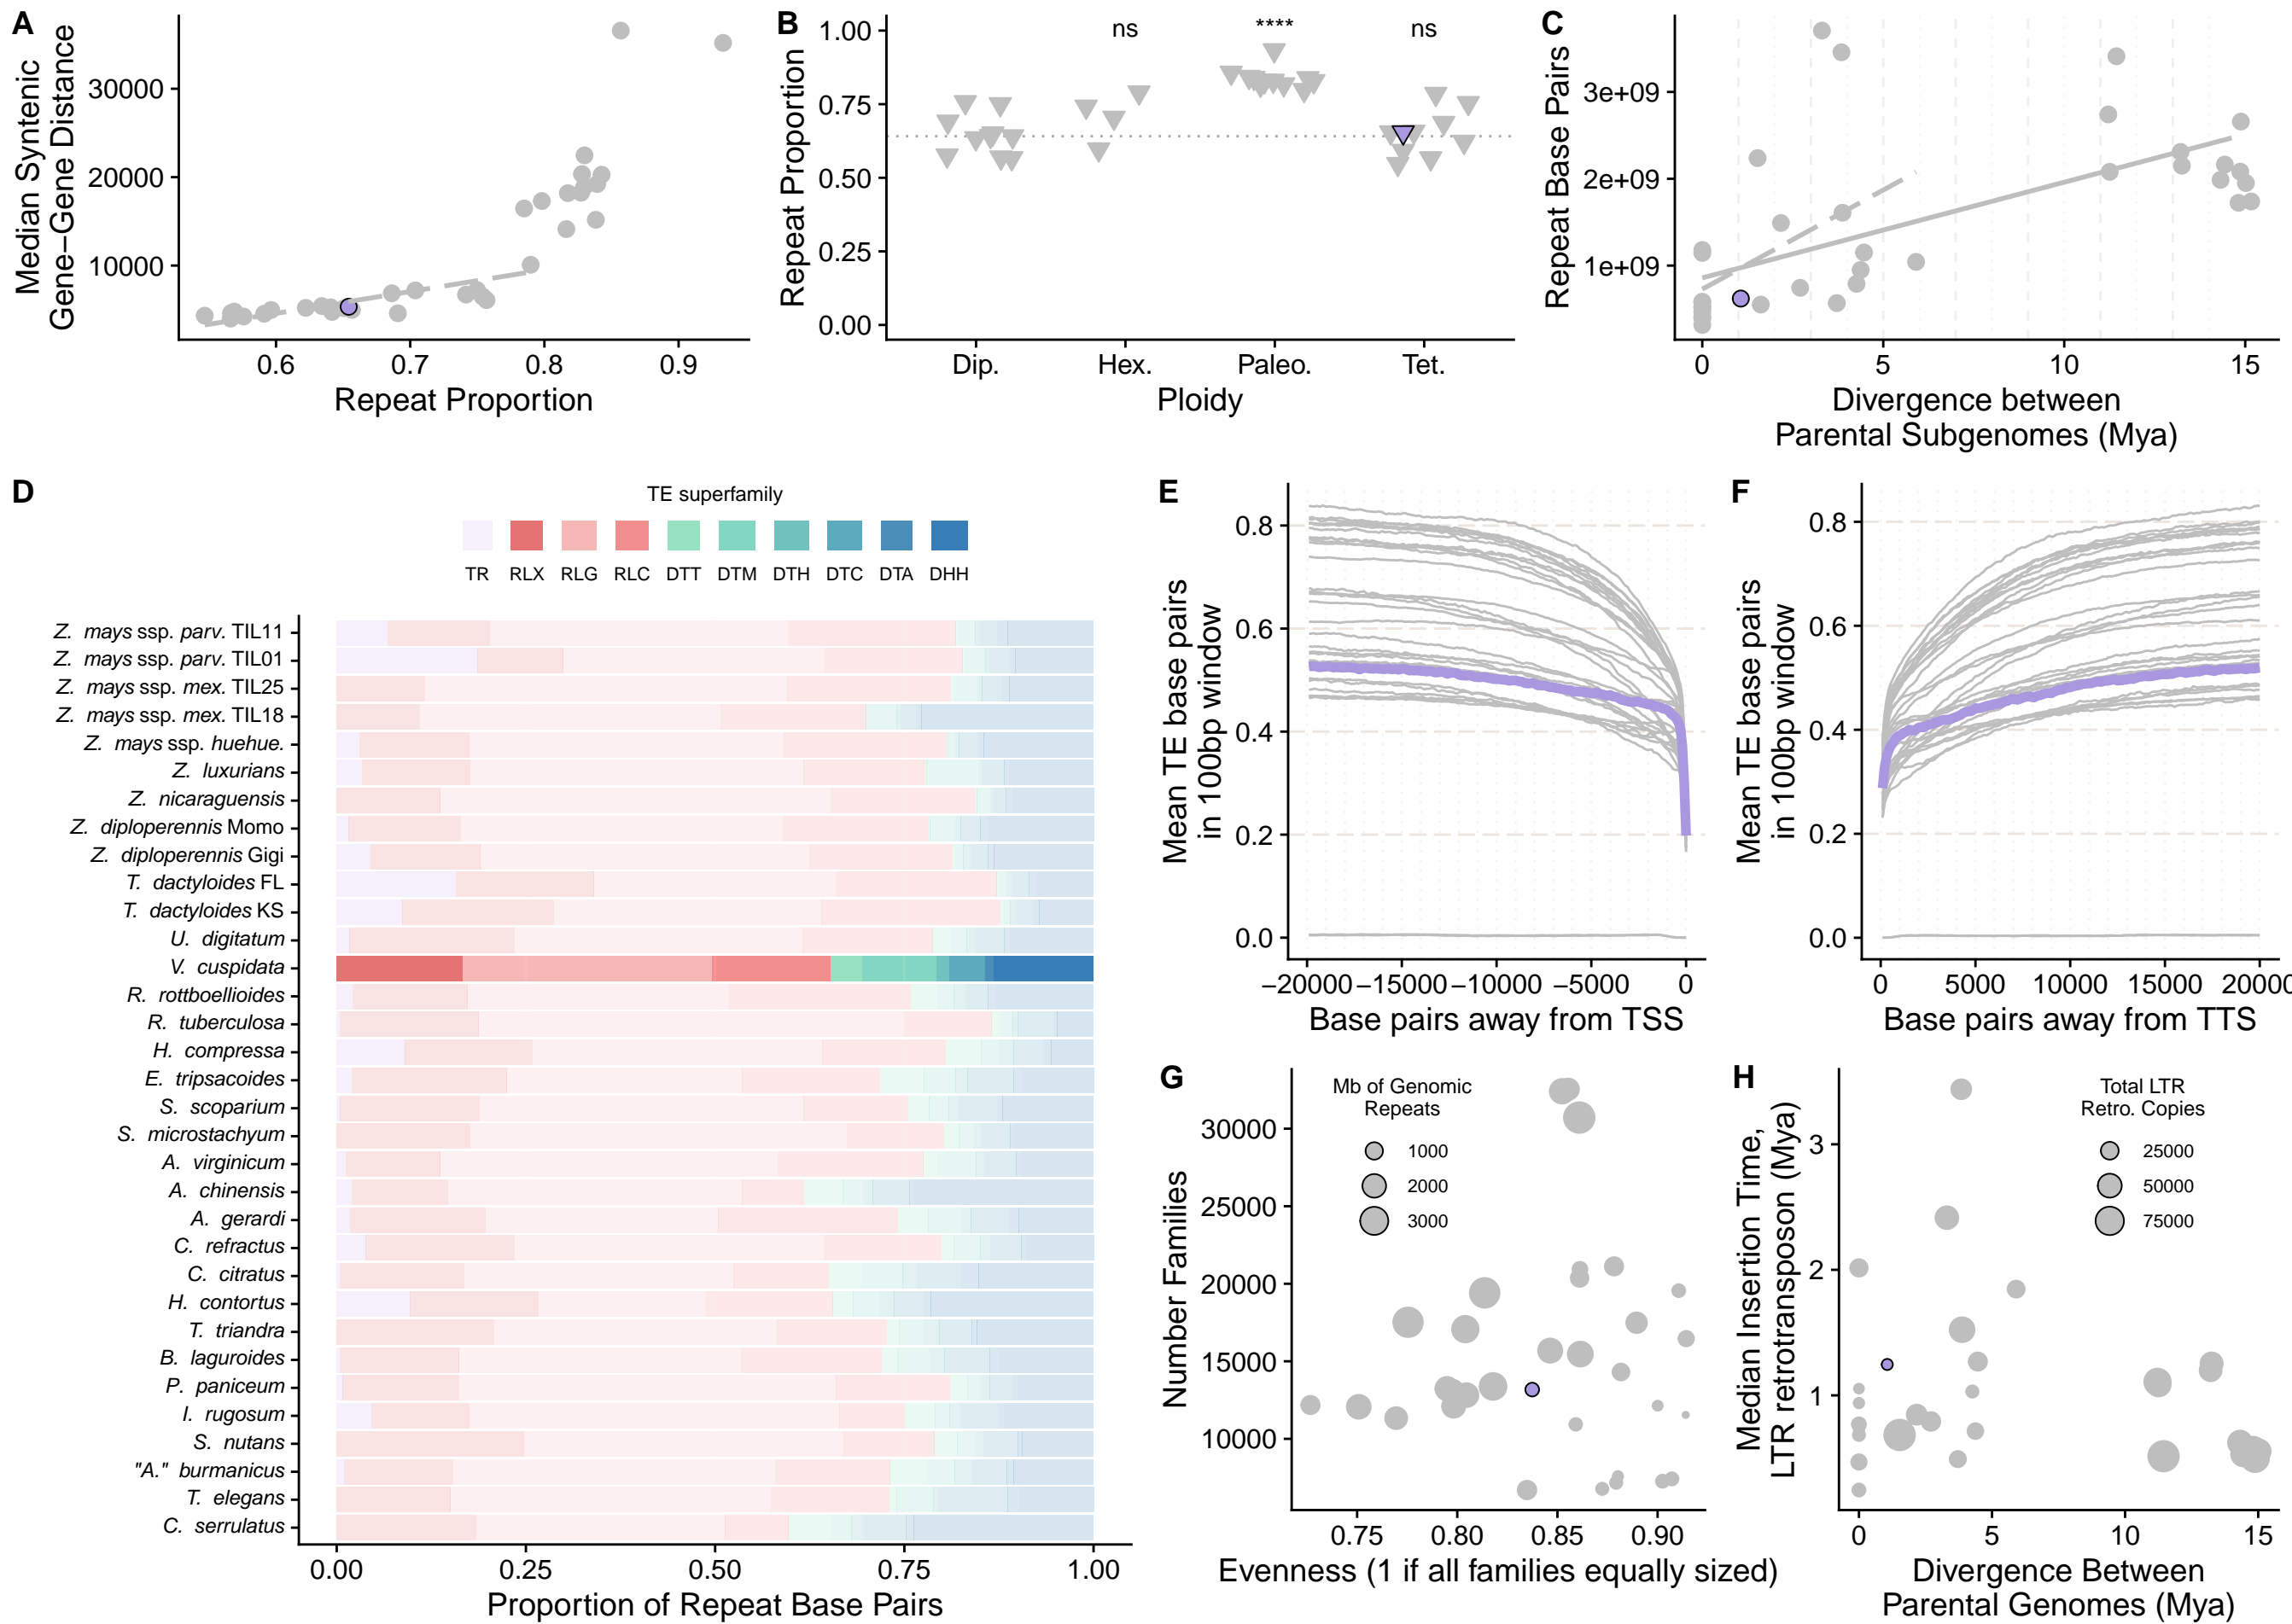 A
Median Syntenic
Gene−Gene Distance
30000
20000
10000
0.6
0.7
0.8
0.9
Repeat Proportion
B
Repeat Proportion
1.00
0.75
0.50
0.25
0.00
ns
****
ns
Dip.
Hex.
Paleo.
Tet.
Ploidy
C
Repeat Base Pairs
3e+09
2e+09
1e+09
0
5
10
15
Divergence between
Parental Subgenomes (Mya)
D
TE superfamily
TR
RLX
RLG
RLC
DTT
DTM
DTH
DTC
DTA
DHH
Z. mays ssp. parv. TIL11
Z. mays ssp. parv. TIL01
Z. mays ssp. mex. TIL25
Z. mays ssp. mex. TIL18
Z. mays ssp. huehue.
Z. luxurians
Z. nicaraguensis
Z. diploperennis Momo
Z. diploperennis Gigi
T. dactyloides FL
T. dactyloides KS
U. digitatum
V. cuspidata
R. rottboellioides
R. tuberculosa
H. compressa
E. tripsacoides
S. scoparium
S. microstachyum
A. virginicum
A. chinensis
A. gerardi
C. refractus
C. citratus
H. contortus
T. triandra
B. laguroides
P. paniceum
I. rugosum
S. nutans
"A." burmanicus
T. elegans
C. serrulatus
0.00
0.25
0.50
0.75
1.00
Proportion of Repeat Base Pairs
E
Mean TE base pairs
in 100bp window
0.8
0.6
0.4
0.2
0.0
−20000
−15000
−10000
−5000
0
Base pairs away from TSS
F
Mean TE base pairs
in 100bp window
0.8
0.6
0.4
0.2
0.0
0
5000
10000
15000
20000
Base pairs away from TTS
G
Number Families
30000
25000
20000
15000
10000
Mb of Genomic
Repeats
1000
2000
3000
0.75
0.80
0.85
0.90
Evenness (1 if all families equally sized)
H
Median Insertion Time,
LTR retrotransposon (Mya)
3
2
1
Total LTR
Retro. Copies
25000
50000
75000
0
5
10
15
Divergence Between
Parental Genomes (Mya)